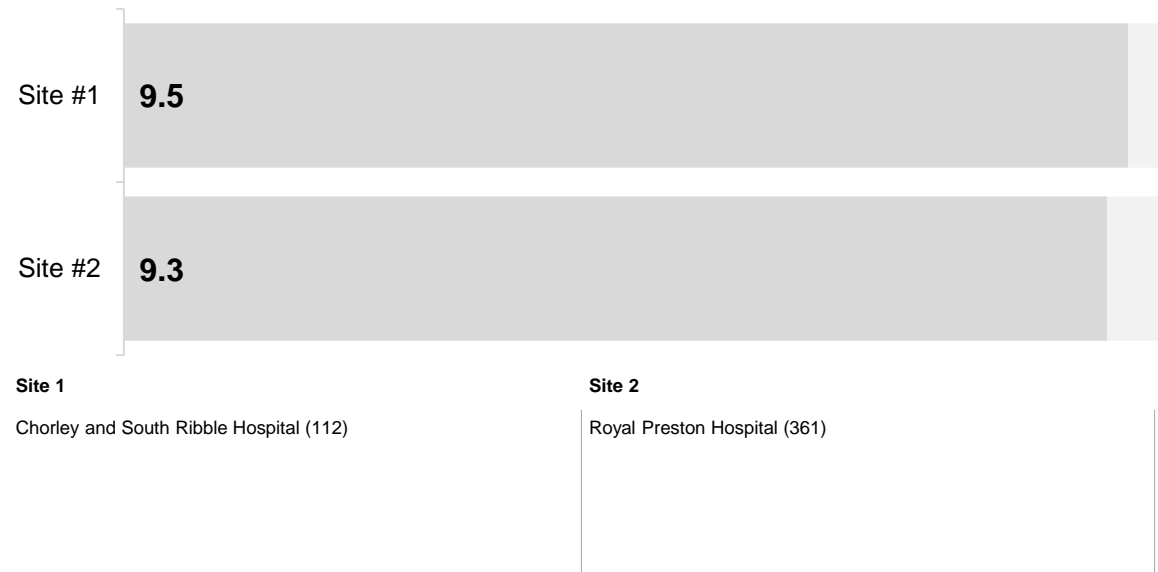 Site #1
9.5
Site #2
9.3
Site 1
Chorley and South Ribble Hospital (112)
Site 2
Royal Preston Hospital (361)